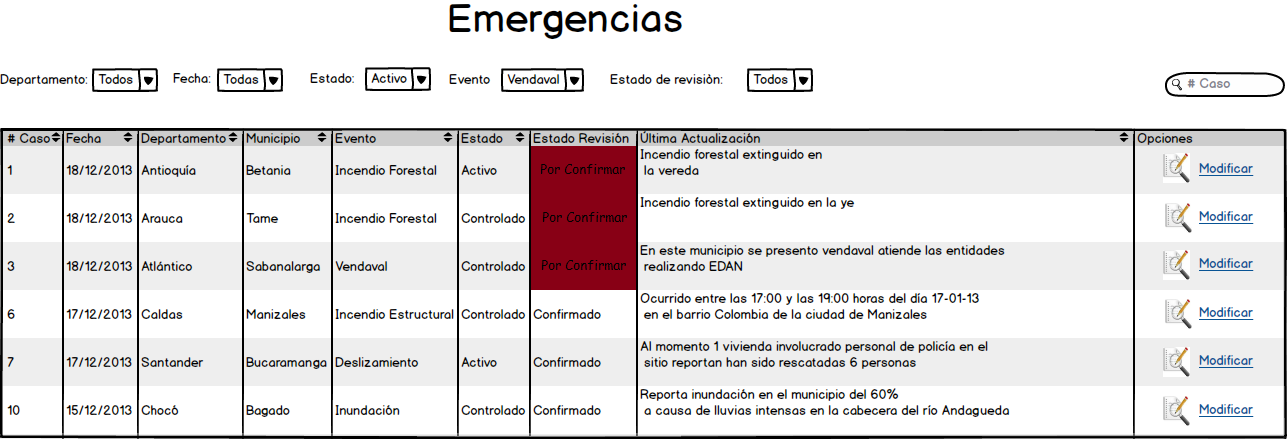 Emergencias
Departamento: Todos Fecha: Todas Estado: Activo Evento Vendaval Estado de revisión: Todos # Caso
# Caso Fecha Departamento Municipio Evento Estado Estado Revisión Última Actualización Opciones
1 18/12/2013 Antioquía Betania Incendio Forestal Activo Por Confirmar Incendio forestal extinguido en
la vereda Modificar
2 18/12/2013 Arauca Tame Incendio Forestal Controlado Por Confirmar Incendio forestal extinguido en la ye Modificar
3 18/12/2013 Atlántico Sabanalarga Vendaval Controlado Por Confirmar En este municipio se presento vendaval atiende las entidades
realizando EDAN Modificar
6 17/12/2013 Caldas Manizales Incendio Estructural Controlado Confirmado Ocurrido entre las 17:00 y las 19:00 horas del día 17-01-13
en el barrio Colombia de la ciudad de Manizales Modificar
7 17/12/2013 Santander Bucaramanga Deslizamiento Activo Confirmado Al momento 1 vivienda involucrado personal de policía en el
sitio reportan han sido rescatadas 6 personas Modificar
10 15/12/2013 Chocó Bagado Inundación Controlado Confirmado Reporta inundación en el municipio del 60%
a causa de lluvias intensas en la cabecera del río Andagueda Modificar